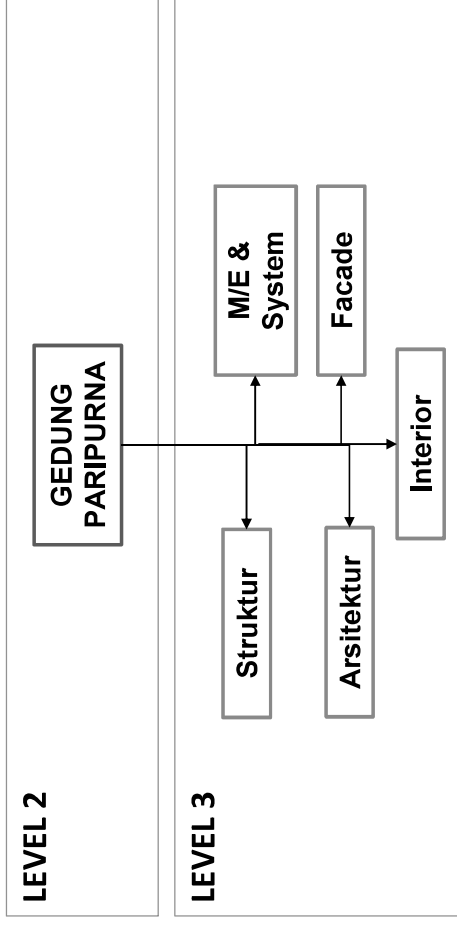 LEVEL 2
GEDUNG
PARIPURNA
LEVEL 3
Struktur
M/E &
System
Arsitektur
Facade
Interior